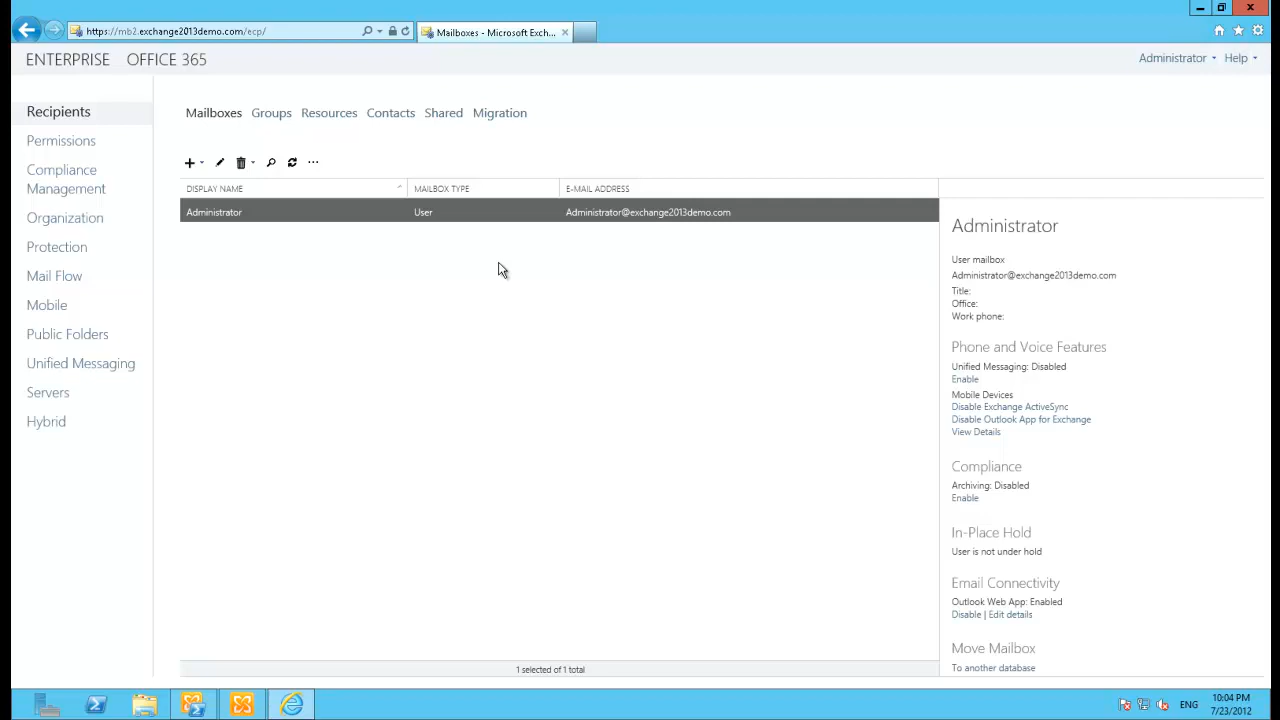 https://mb2.exchange2013demo.com/ecp/
Mailboxes - Microsoft Exch...
ENTERPRISE OFFICE 365
Administrator Help
Recipients
Permissions
Compliance
Management
Organization
Protection
Mail Flow
Mobile
Public Folders
Unified Messaging
Servers
Hybrid
Mailboxes Groups Resources Contacts Shared Migration
DISPLAY NAME MAILBOX TYPE E-MAIL ADDRESS
Administrator User Administrator@exchange2013demo.com
1 selected of 1 total
Administrator
User mailbox
Administrator@exchange2013demo.com
Title:
Office:
Work phone:
Phone and Voice Features
Unified Messaging: Disabled
Enable
Mobile Devices
Disable Exchange ActiveSync
Disable Outlook App for Exchange
View Details
Compliance
Archiving: Disabled
Enable
In-Place Hold
User is not under hold
Email Connectivity
Outlook Web App: Enabled
Disable | Edit details
Move Mailbox
To another database
ENG
10:04 PM
7/23/2012